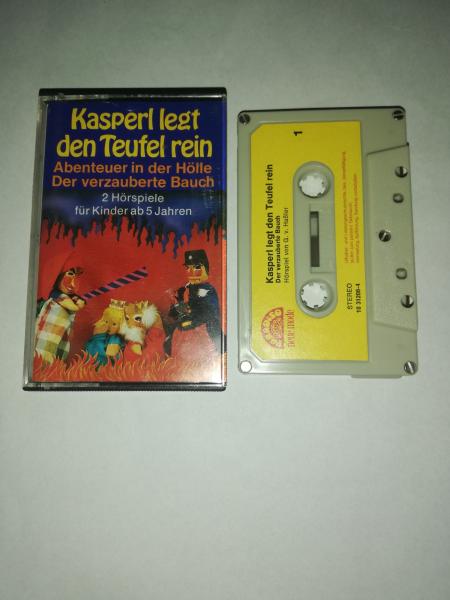 Kasperl legt
den Teufel rein
Abenteuer in der Hölle
Der verzauberte Bauch
2 Hörspiele
für Kinder ab 5 Jahren
1
Kasperl legt den Teufel rein
Der verzauberte Bauch
Hörspiel von G. v. Haßler
STEREO